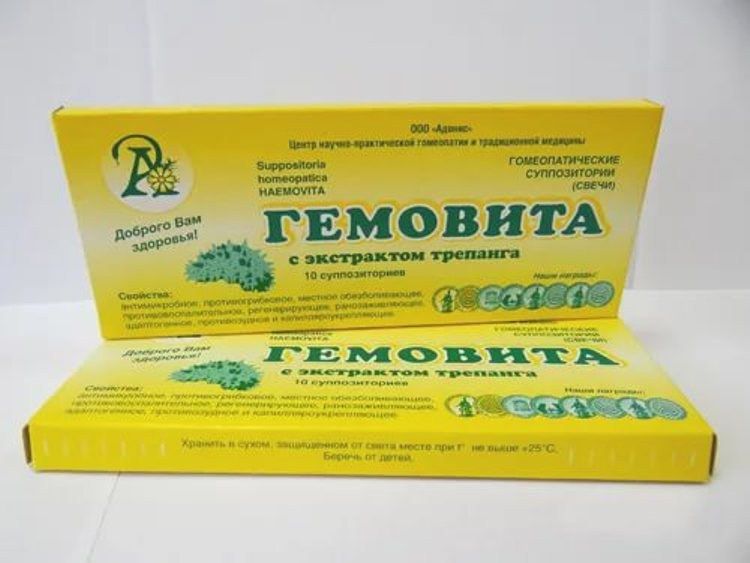 ООО «Адонис»
Центр научно-практической гомеопатии и традиционной медицины
Suppositoria
homeopatica
HAEMOVITA
ГОМЕОПАТИЧЕСКИЕ
СУППОЗИТОРИИ
(СВЕЧИ)
А
Доброго Вам
здоровья!
ГЕМОВИТА
с экстрактом трепанга
10 суппозиториев
Наши награды:
Свойства:
антимикробное, противогрибковое, местное обезболивающее,
противовоспалительное, регенерирующее, ранозаживляющее,
адаптогенное, противозудное и капилляроукрепляющее.
HAEMOVITA
ГОМЕОПАТИЧЕСКИЕ
СУППОЗИТОРИИ
(СВЕЧИ)
Доброго Вам
здоровья!
ГЕМОВИТА
с экстрактом трепанга
10 суппозиториев
Наши награды:
Свойства:
антимикробное, противогрибковое, местное обезболивающее,
противовоспалительное, регенерирующее, ранозаживляющее,
адаптогенное, противозудное и капилляроукрепляющее.
Хранить в сухом, защищенном от света месте при t° не выше +25°С.
Беречь от детей.